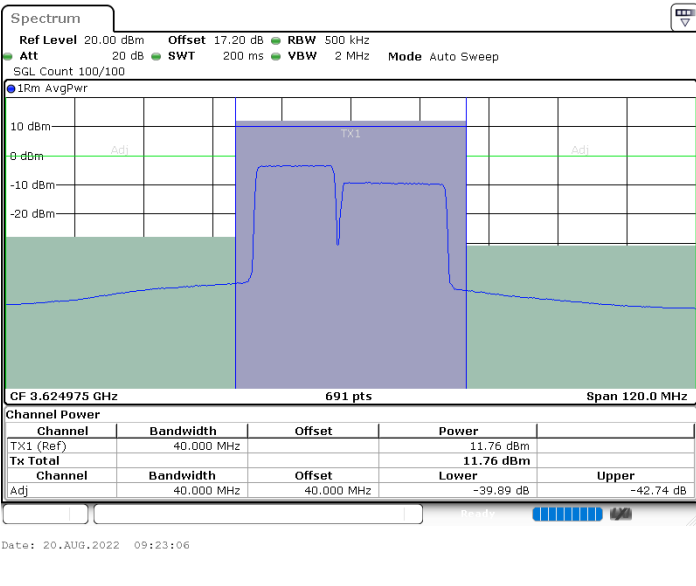 Spectrum
Ref Level 20.00 dBm Offset 17.20 dB RBW 500 kHz
Att 20 dB SWT 200 ms VBW 2 MHz Mode Auto Sweep
SGL Count 100/100
1Rm AvgPwr
10 dBm
TX1
Adj Adj
0 dBm
-10 dBm
-20 dBm
CF 3.624975 GHz 691 pts Span 120.0 MHz
Channel Power
Channel Bandwidth Offset Power
TX1 (Ref) 40.000 MHz 11.76 dBm
Tx Total 11.76 dBm
Channel Bandwidth Offset Lower Upper
Adj 40.000 MHz 40.000 MHz -39.89 dB -42.74 dB
Ready
Date: 20.AUG.2022 09:23:06